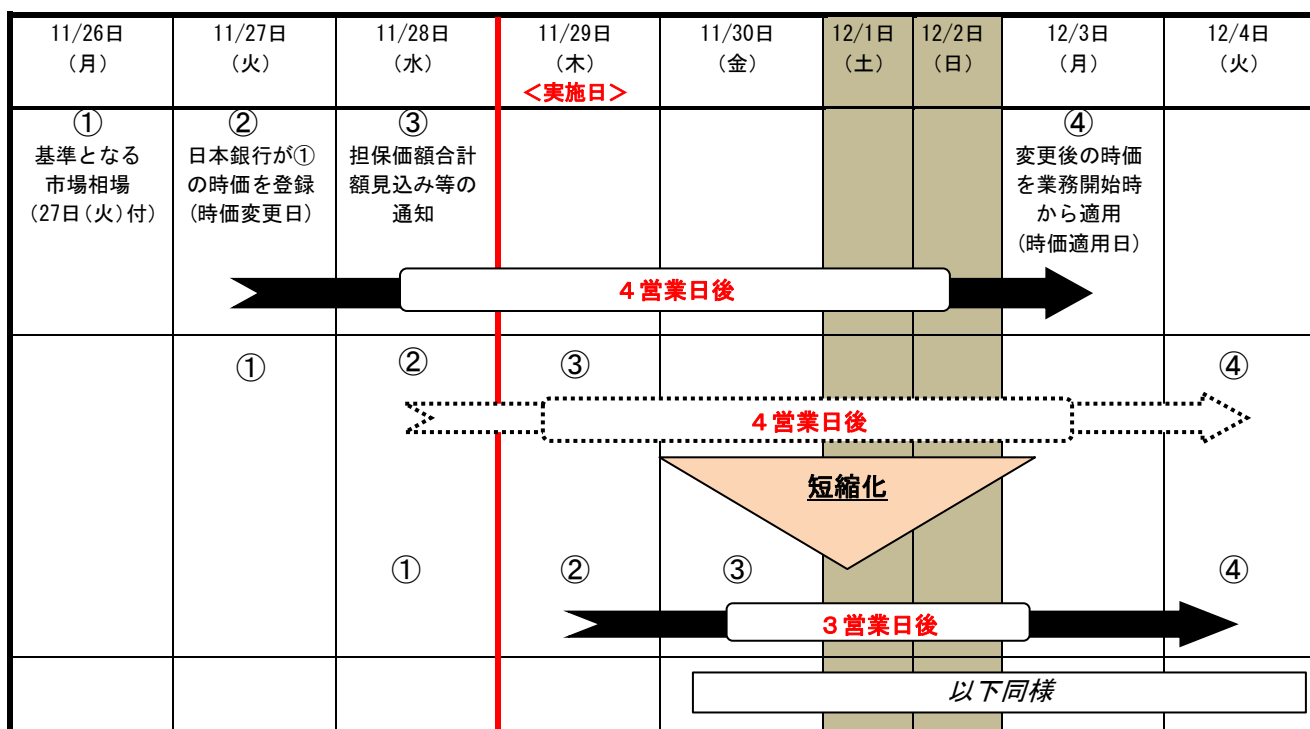 11/26日
（月）
11/27日
（火）
11/28日
（水）
11/29日
（木）
＜実施日＞
11/30日
（金）
12/1日
（土）
12/2日
（日）
12/3日
（月）
12/4日
（火）
①
基準となる
市場相場
（27日（火）付）
②
日本銀行が①
の時価を登録
（時価変更日）
③
担保価額合計
額見込み等の
通知
④
変更後の時価
を業務開始時
から適用
（時価適用日）
４営業日後
①
②
③
④
４営業日後
短縮化
①
②
③
④
３営業日後
以下同様